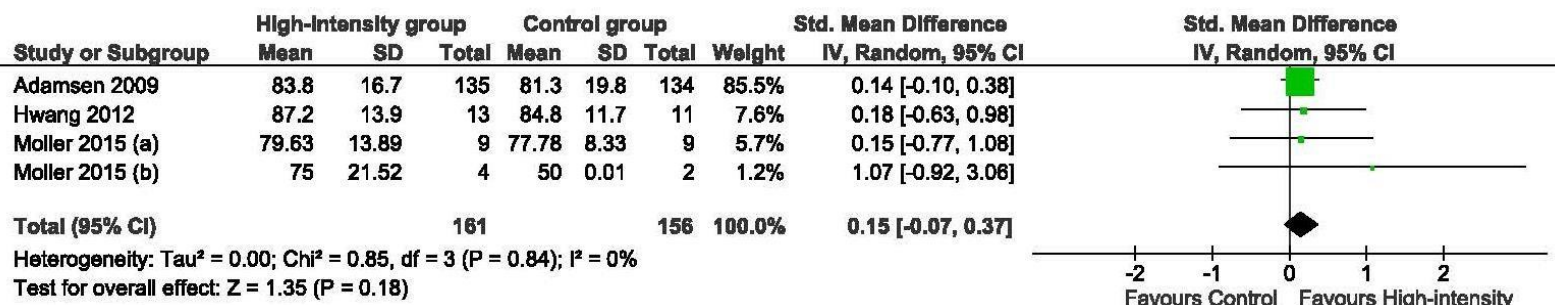 High-Intensity group Control group Std. Mean Difference Std. Mean Difference
Study or Subgroup Mean SD Total Mean SD Total Weight IV, Random, 95% CI IV, Random, 95% CI
Adamsen 2009 83.8 16.7 135 81.3 19.8 134 85.5% 0.14 [-0.10, 0.38]
Hwang 2012 87.2 13.9 13 84.8 11.7 11 7.6% 0.18 [-0.63, 0.98]
Moller 2015 (a) 79.63 13.89 9 77.78 8.33 9 5.7% 0.15 [-0.77, 1.08]
Moller 2015 (b) 75 21.52 4 50 0.01 2 1.2% 1.07 [-0.92, 3.06]
Total (95% CI) 161 156 100.0% 0.15 [-0.07, 0.37]
Heterogeneity: Tau² = 0.00; Chi² = 0.85, df = 3 (P = 0.84); I² = 0%
Test for overall effect: Z = 1.35 (P = 0.18)
-2 -1 0 1 2
Favours Control Favours High-intensity